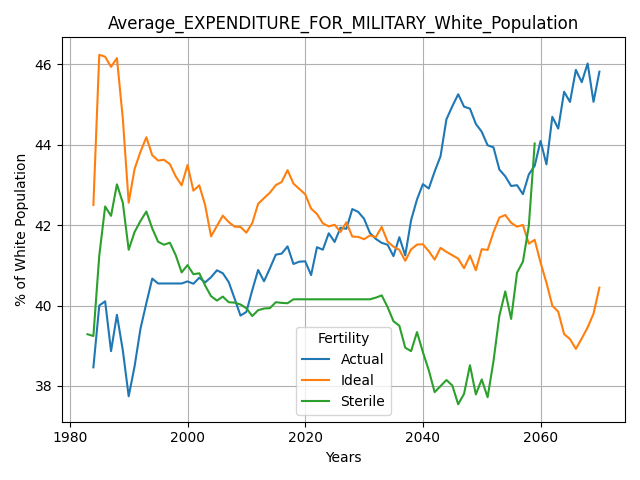 Average_EXPENDITURE_FOR_MILITARY_White_Population
% of White Population
46
44
42
40
38
Fertility
Actual
Ideal
Sterile
1980
2000
2020
2040
2060
Years